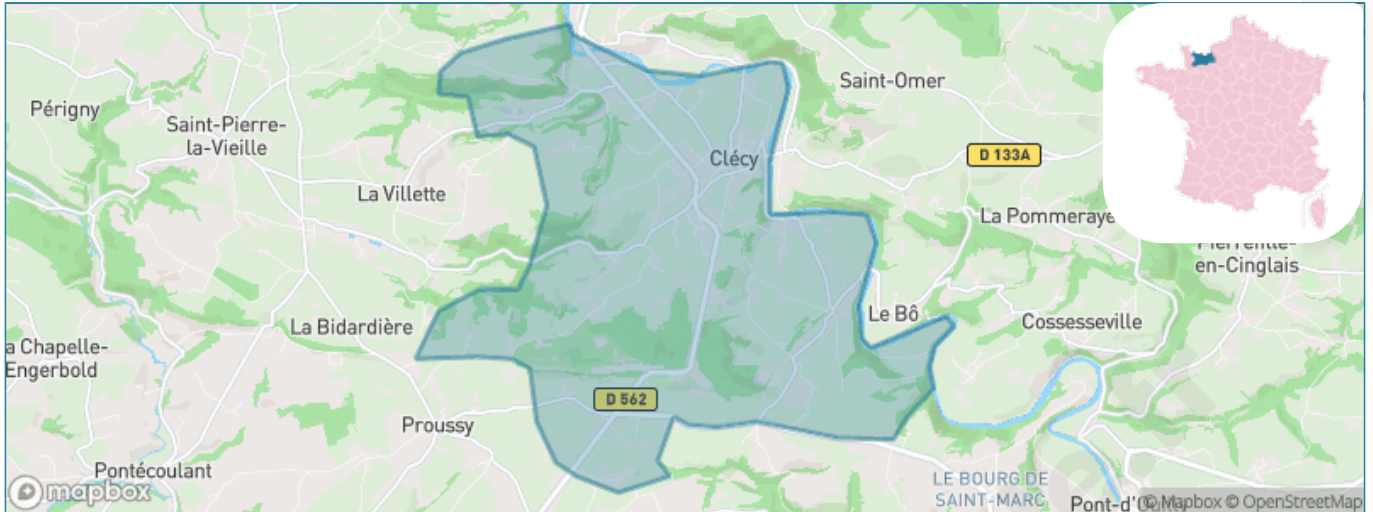 Saint-Omer
Périgny
Saint-Pierre-
la-Vieille
Clécy
D 133A
La Villette
La Pommeraye
en-Cinglais
Le Bô
La Bidardière
Cossesseville
a Chapelle-
Engerbold
D 562
Proussy
Pontécoulant
LE BOURG DE
SAINT-MARC
mapbox
Pont-d'
© Mapbox © OpenStreetMap